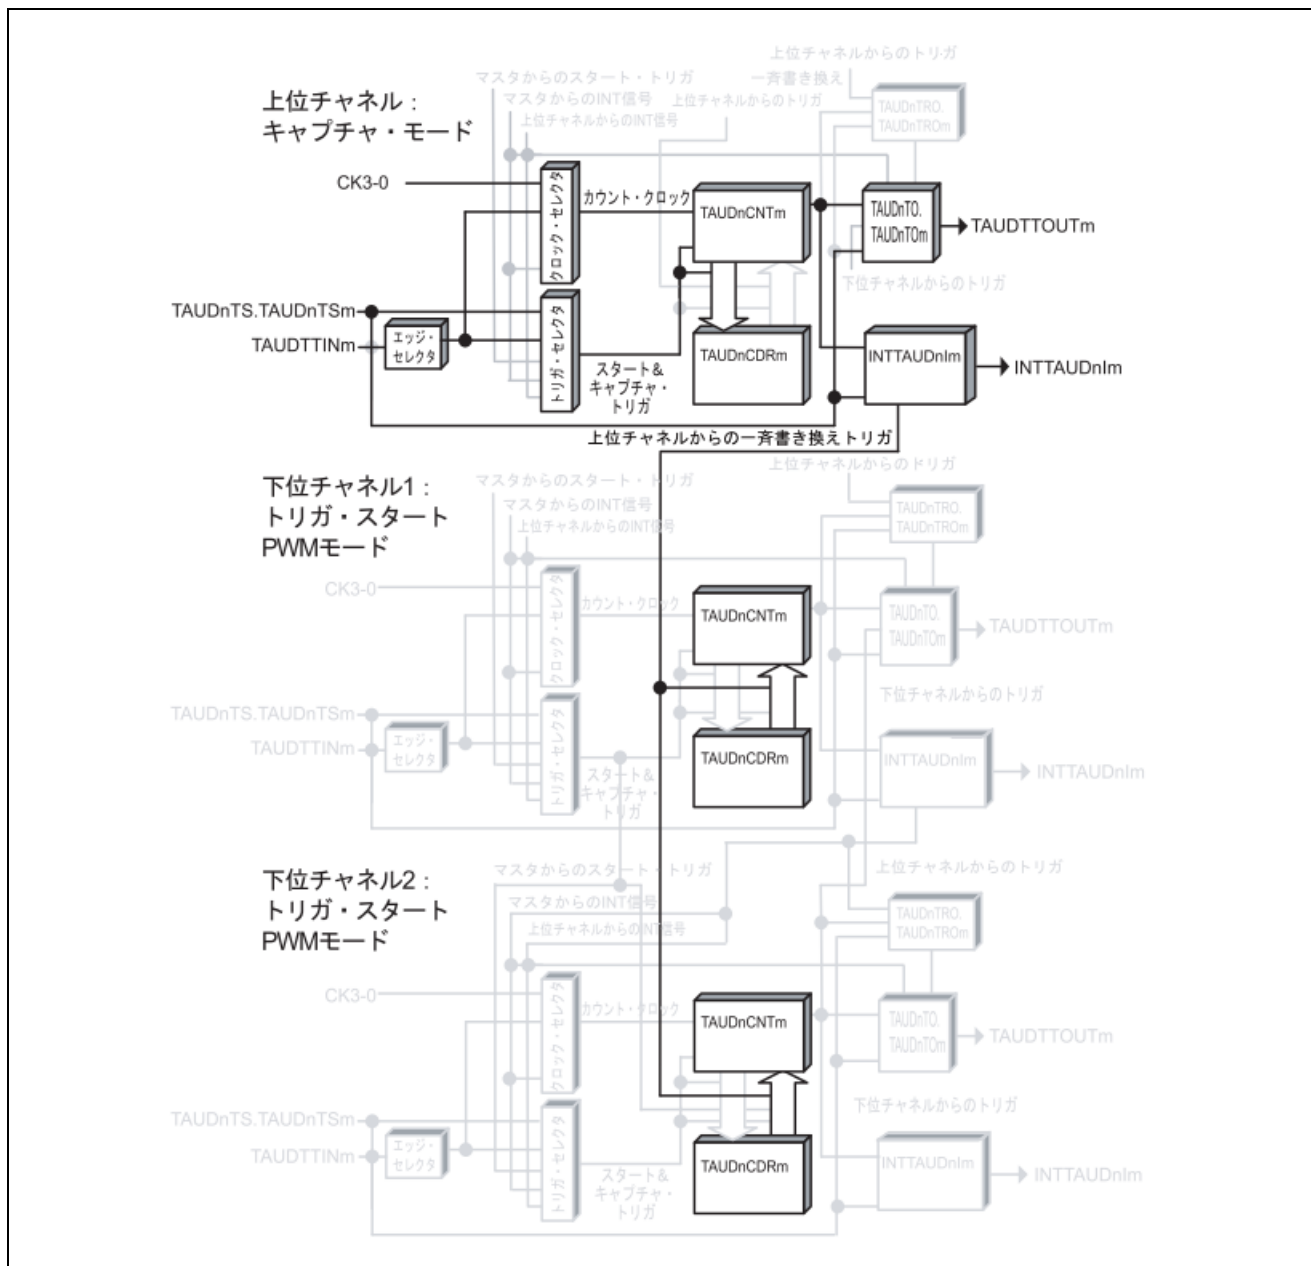 上位チャネルからのトリガ
マスタからのスタート・トリガ
一斉書き換え
上位チャネル：
キャプチャ・モード
マスタからのINT信号
上位チャネルからのトリガ
上位チャネルからのINT信号
TAUDnTRO.
TAUDnTROm
CK3-0
クロック・セレクタ
カウント・クロック
TAUDnCNTm
TAUDnTO.
TAUDnTOm
TAUDTTOUTm
下位チャネルからのトリガ
TAUDnTS.TAUDnTSm
TAUDTTINm
エッジ・
セレクタ
トリガ・セレクタ
スタート&
キャプチャ・
トリガ
TAUDnCDRm
INTTAUDnIm
INTTAUDnIm
上位チャネルからの一斉書き換えトリガ
下位チャネル1：
トリガ・スタート
PWMモード
マスタからのスタート・トリガ
マスタからのINT信号
上位チャネルからのINT信号
上位チャネルからのトリガ
TAUDnTRO.
TAUDnTROm
CK3-0
クロック・セレクタ
カウント・クロック
TAUDnCNTm
TAUDnTO.
TAUDnTOm
TAUDTTOUTm
下位チャネルからのトリガ
TAUDnTS.TAUDnTSm
TAUDTTINm
エッジ・
セレクタ
トリガ・セレクタ
スタート&
キャプチャ・
トリガ
TAUDnCDRm
INTTAUDnIm
INTTAUDnIm
下位チャネル2：
トリガ・スタート
PWMモード
マスタからのスタート・トリガ
マスタからのINT信号
上位チャネルからのINT信号
上位チャネルからのトリガ
TAUDnTRO.
TAUDnTROm
CK3-0
クロック・セレクタ
カウント・クロック
TAUDnCNTm
TAUDnTO.
TAUDnTOm
TAUDTTOUTm
下位チャネルからのトリガ
TAUDnTS.TAUDnTSm
TAUDTTINm
エッジ・
セレクタ
トリガ・セレクタ
スタート&
キャプチャ・
トリガ
TAUDnCDRm
INTTAUDnIm
INTTAUDnIm